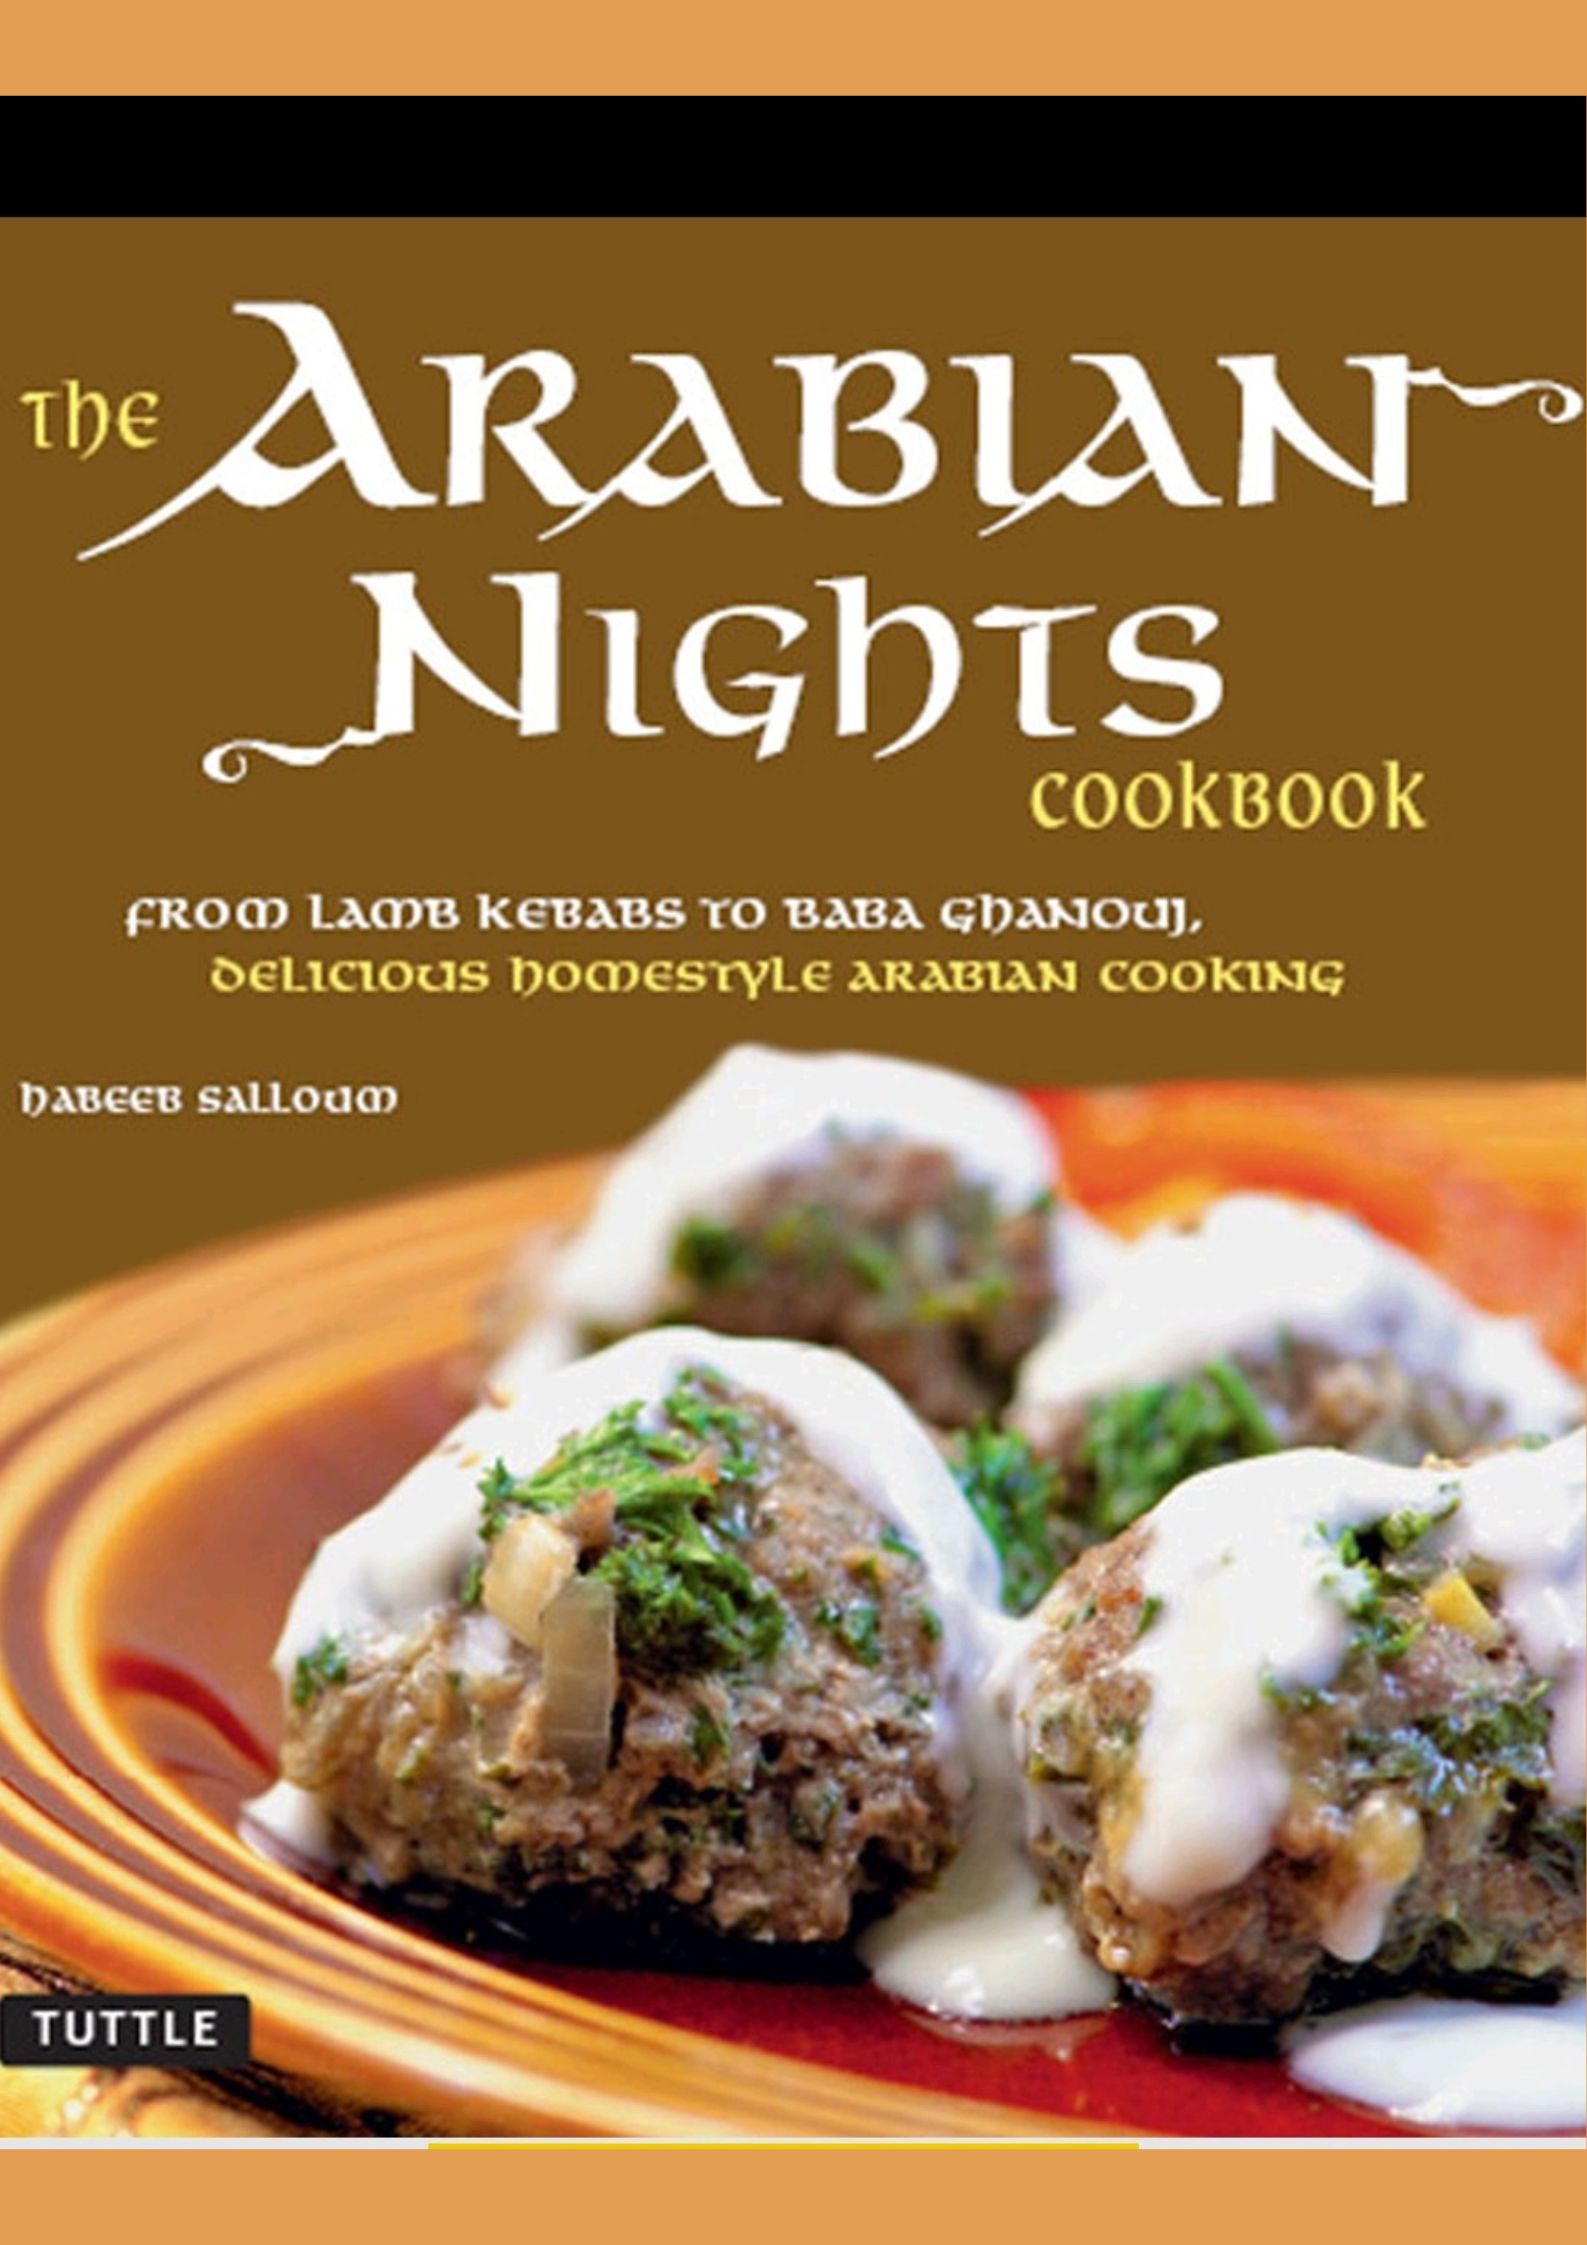 THE ARABIAN
NIGHTS
COOKBOOK
FROM LAMB KEBABS TO BABA GHANOUJ,
DELICIOUS HOMESTYLE ARABIAN COOKING
HABEEB SALLOUM
TUTTLE